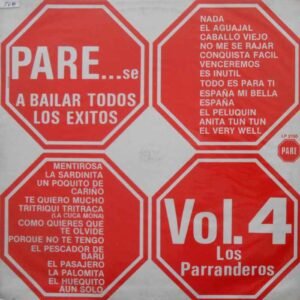 PARE...se
A BAILAR TODOS
LOS EXITOS
NADA
EL AGUAJAL
CABALLO VIEJO
NO ME SE RAJAR
CONQUISTA FACIL
VENCEREMOS
ES INUTIL
TODO ES PARA TI
ESPAÑA MI BELLA
ESPAÑA
EL PELUQUIN
ANITA TUN TUN
EL VERY WELL
PARE
MENTIROSA
LA SARDINITA
UN POQUITO DE
CARIÑO
TE QUIERO MUCHO
TRITRIQUI TRITRACA
(LA CUCA MONA)
COMO QUIERES QUE
TE OLVIDE
PORQUE NO TE TENGO
EL PESCADOR DE
BARU
EL PASAJERO
LA PALOMITA
EL HUEQUITO
AUN SOLO
Vol. 4
Los
Parranderos